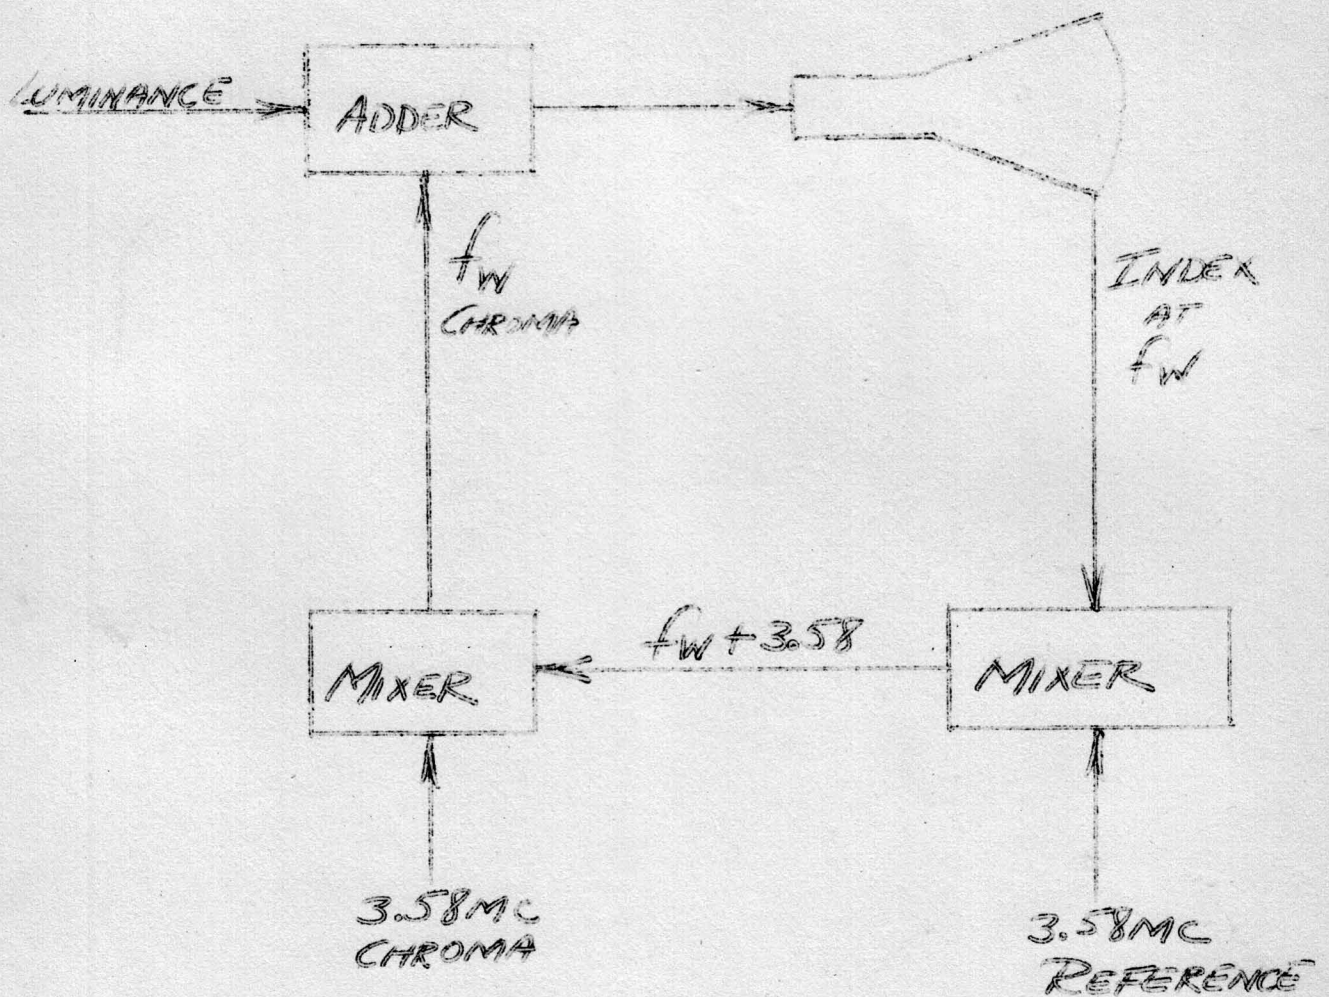 LUMINANCE
ADDER
fw
CHROMA
INDEX
AT
fw
MIXER
fw + 3.58
MIXER
3.58MC
CHROMA
3.58MC
REFERENCE